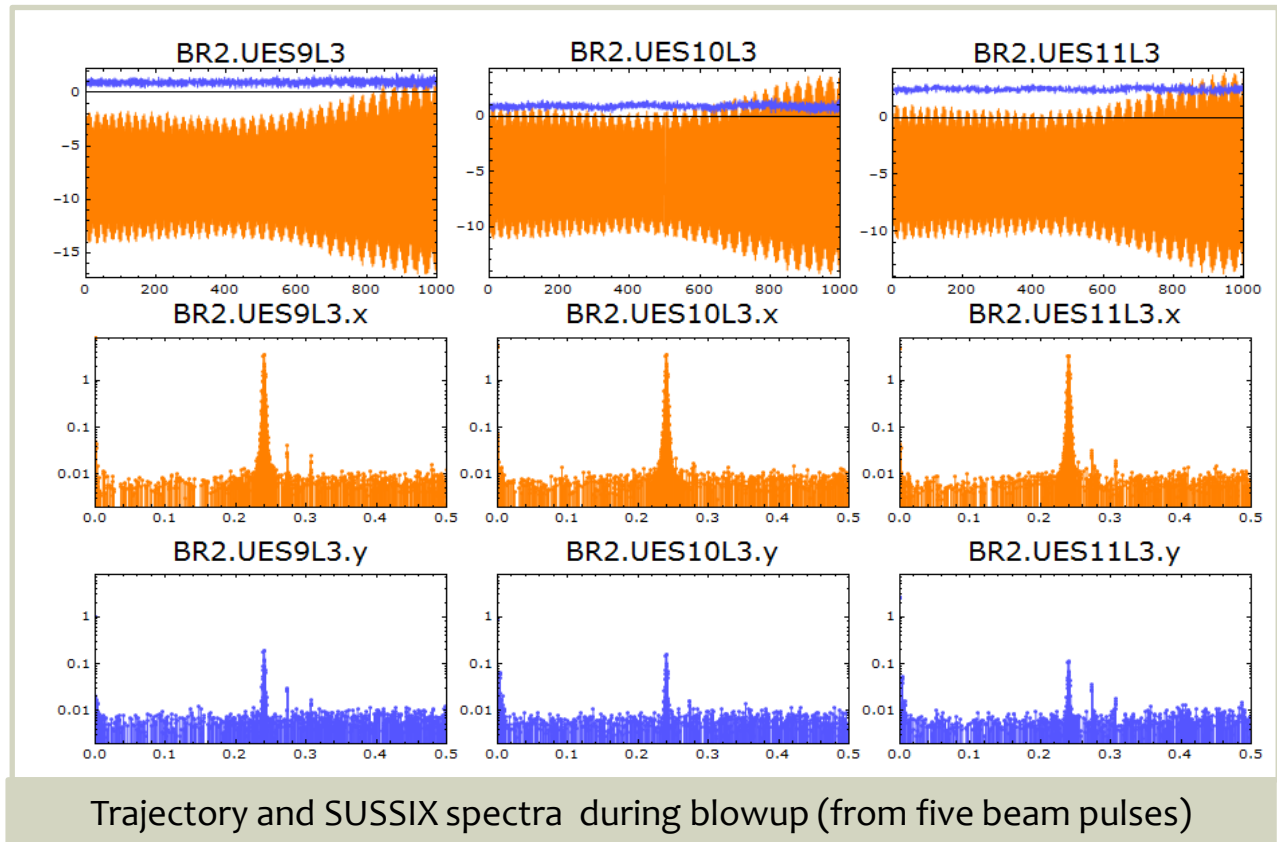 BR2.UES9L3 BR2.UES10L3 BR2.UES11L3
0 0 0
−5 −5 −5
−10 −10 −10
−15
0 200 400 600 800 1000 0 200 400 600 800 1000 0 200 400 600 800 1000
BR2.UES9L3.x BR2.UES10L3.x BR2.UES11L3.x
1 1 1
0.1 0.1 0.1
0.01 0.01 0.01
0.0 0.1 0.2 0.3 0.4 0.5 0.0 0.1 0.2 0.3 0.4 0.5 0.0 0.1 0.2 0.3 0.4 0.5
BR2.UES9L3.y BR2.UES10L3.y BR2.UES11L3.y
1 1 1
0.1 0.1 0.1
0.01 0.01 0.01
0.0 0.1 0.2 0.3 0.4 0.5 0.0 0.1 0.2 0.3 0.4 0.5 0.0 0.1 0.2 0.3 0.4 0.5
Trajectory and SUSSIX spectra during blowup (from five beam pulses)